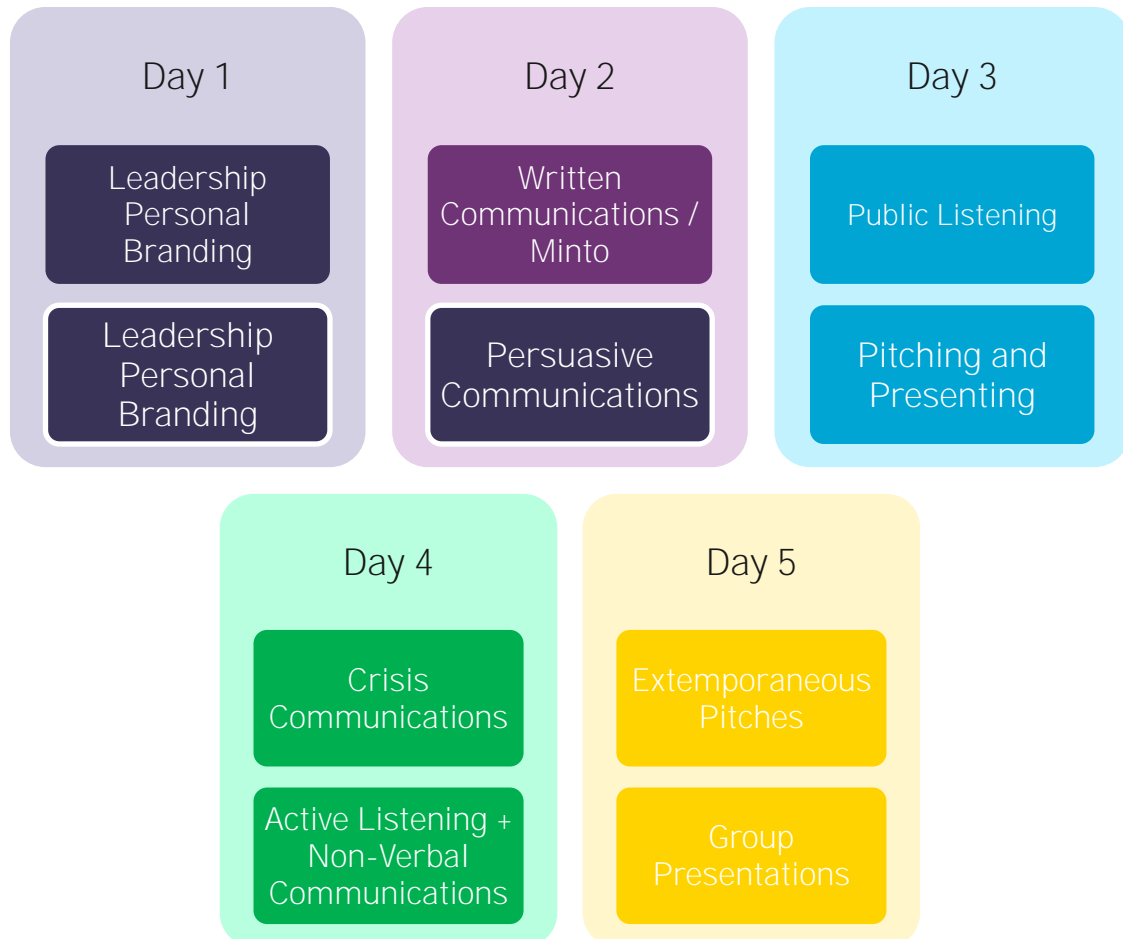 Day 1
Leadership
Personal
Branding
Leadership
Personal
Branding
Day 2
Written
Communications /
Minto
Persuasive
Communications
Day 3
Public Listening
Pitching and
Presenting
Day 4
Crisis
Communications
Active Listening +
Non-Verbal
Communications
Day 5
Extemporaneous
Pitches
Group
Presentations